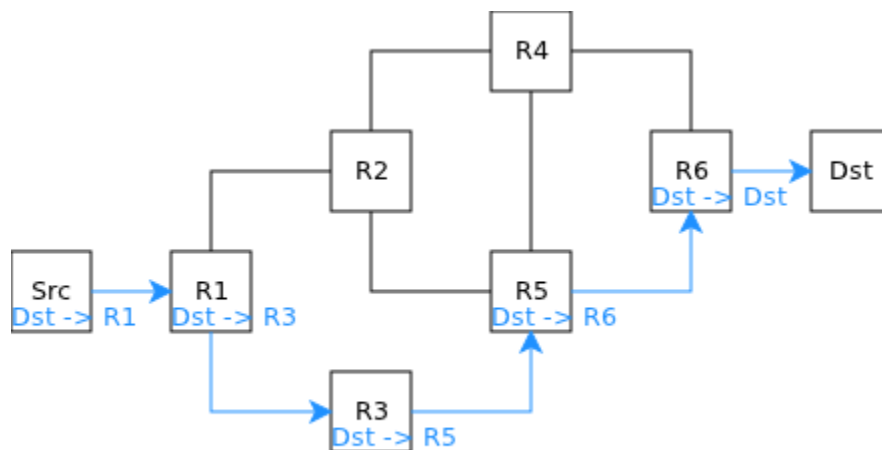 R4
R2
R6
Dst -> Dst
Dst
Src
Dst -> R1
R1
Dst -> R3
R5
Dst -> R6
R3
Dst -> R5